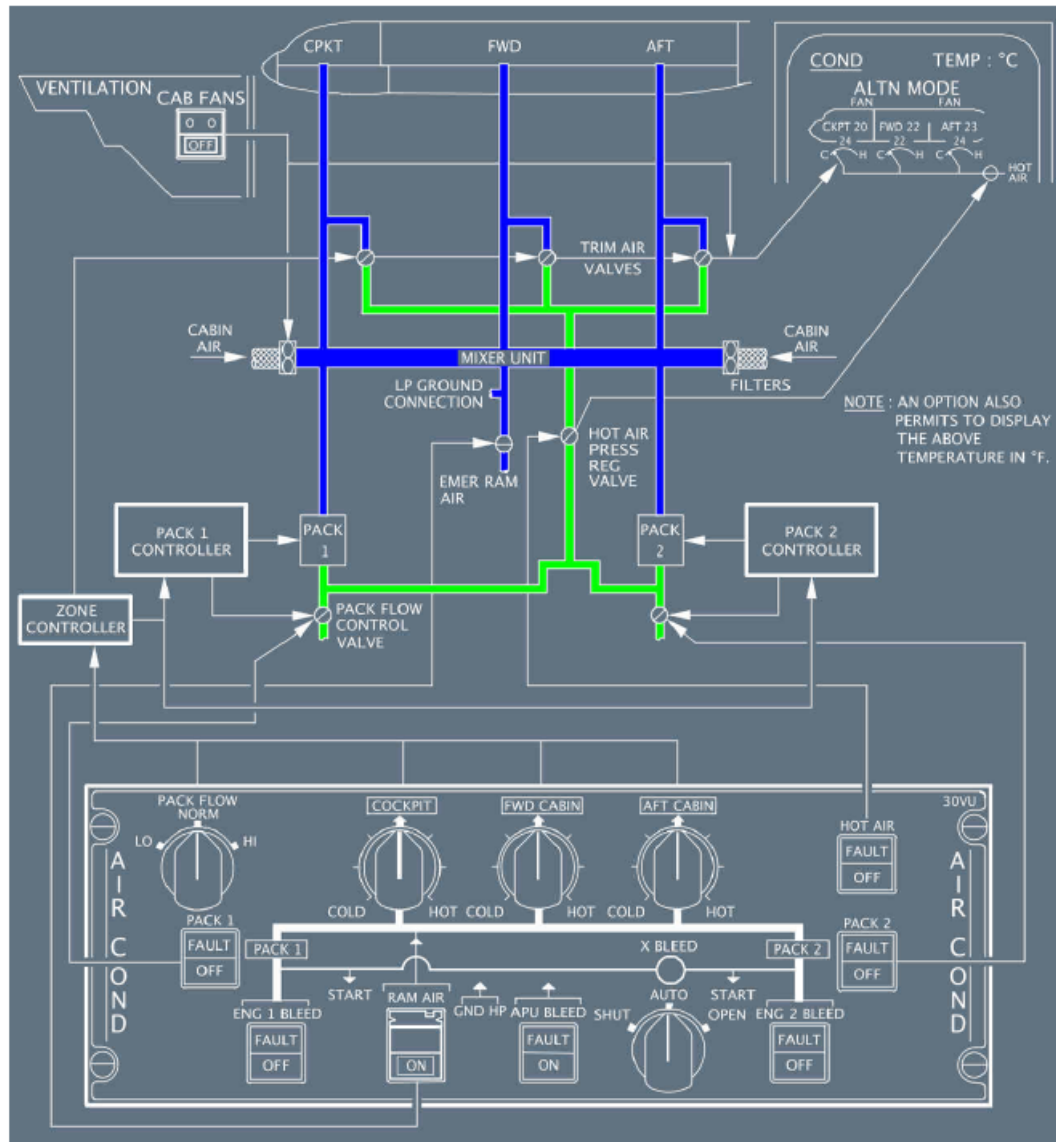 CPKT
FWD
AFT
COND
TEMP : °C
VENTILATION
CAB FANS
OFF
ALTN MODE
FAN
FAN
CKPT 20
FWD 22
AFT 23
24
22
24
C
H
C
H
C
H
HOT
AIR
TRIM AIR
VALVES
CABIN
AIR
MIXER UNIT
CABIN
AIR
FILTERS
LP GROUND
CONNECTION
NOTE : AN OPTION ALSO
PERMITS TO DISPLAY
THE ABOVE
TEMPERATURE IN °F.
HOT AIR
PRESS
REG
VALVE
EMER RAM
AIR
PACK 1
CONTROLLER
PACK
1
PACK
2
PACK 2
CONTROLLER
ZONE
CONTROLLER
PACK FLOW
CONTROL
VALVE
PACK FLOW
NORM
LO
HI
COCKPIT
FWD CABIN
AFT CABIN
30VU
HOT AIR
FAULT
OFF
COLD
HOT
COLD
HOT
COLD
HOT
AIR COND
AIR COND
PACK 1
FAULT
OFF
PACK 1
X BLEED
PACK 2
PACK 2
FAULT
OFF
START
RAM AIR
GND HP
APU BLEED
AUTO
START
SHUT
OPEN
ENG 1 BLEED
FAULT
OFF
ON
FAULT
ON
ENG 2 BLEED
FAULT
OFF